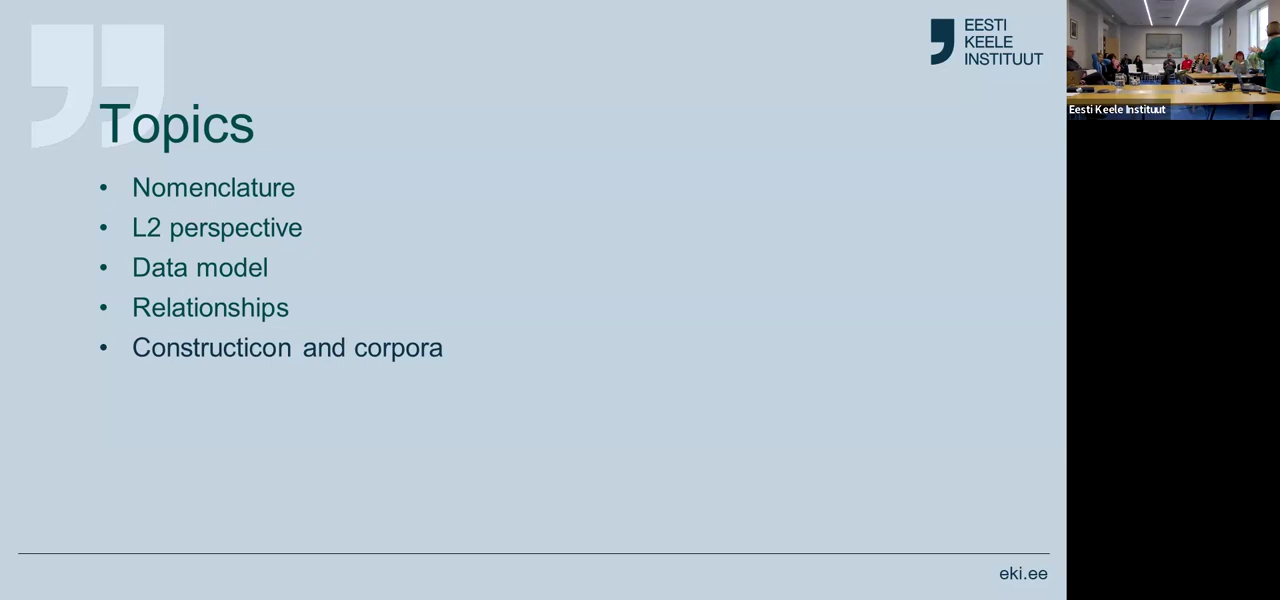 EESTI
KEELE
INSTITUUT
Topics
• Nomenclature
• L2 perspective
• Data model
• Relationships
• Constructicon and corpora
eki.ee
Eesti Keele Instituut